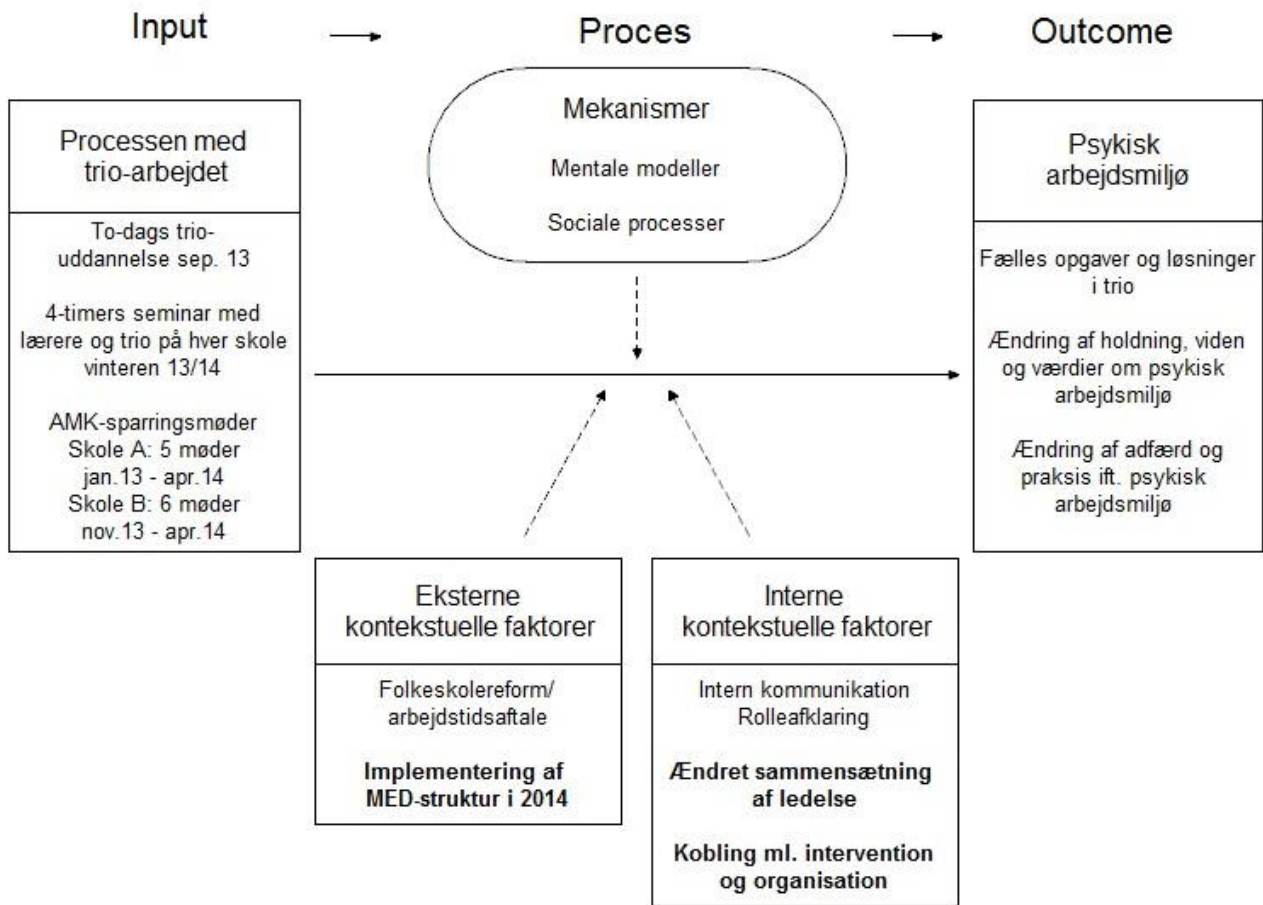 Input
Proces
Outcome
Processen med
trio-arbejdet
To-dags trio-
uddannelse sep. 13
4-timers seminar med
lærere og trio på hver skole
vinteren 13/14
AMK-sparringsmøder
Skole A: 5 møder
jan.13 - apr.14
Skole B: 6 møder
nov.13 - apr.14
Mekanismer
Mentale modeller
Sociale processer
Psykisk
arbejdsmiljø
Fælles opgaver og løsninger
i trio
Ændring af holdning, viden
og værdier om psykisk
arbejdsmiljø
Ændring af adfærd og
praksis ift. psykisk
arbejdsmiljø
Eksterne
kontekstuelle faktorer
Folkeskolereform/
arbejdstidsaftale
Implementering af
MED-struktur i 2014
Interne
kontekstuelle faktorer
Intern kommunikation
Rolleafklaring
Ændret sammensætning
af ledelse
Kobling ml. intervention
og organisation